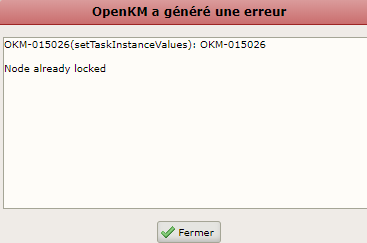 OpenKM a généré une erreur
OKM-015026(setTaskInstanceValues): OKM-015026
Node already locked
Fermer